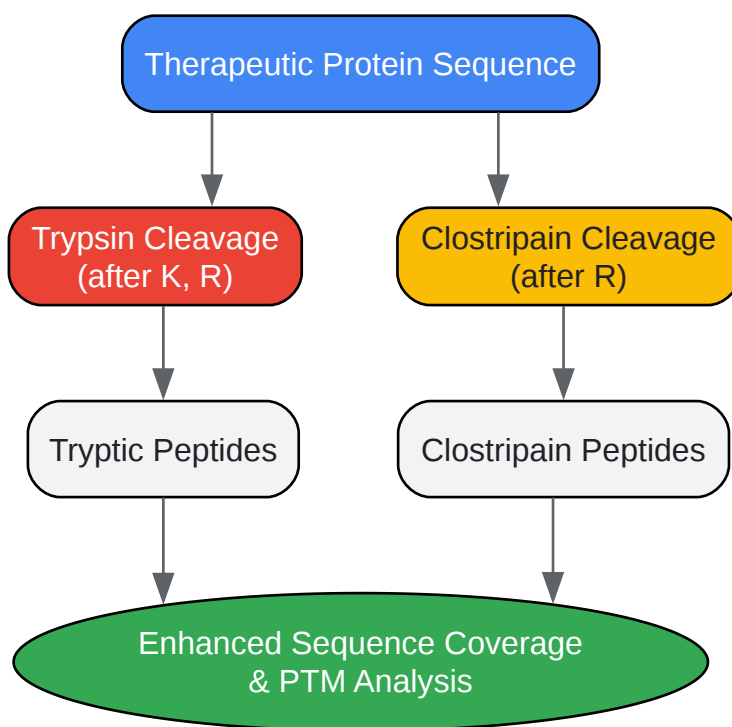 Therapeutic Protein Sequence
Trypsin Cleavage
(after K, R)
Clostripain Cleavage
(after R)
Tryptic Peptides
Clostripain Peptides
Enhanced Sequence Coverage
& PTM Analysis